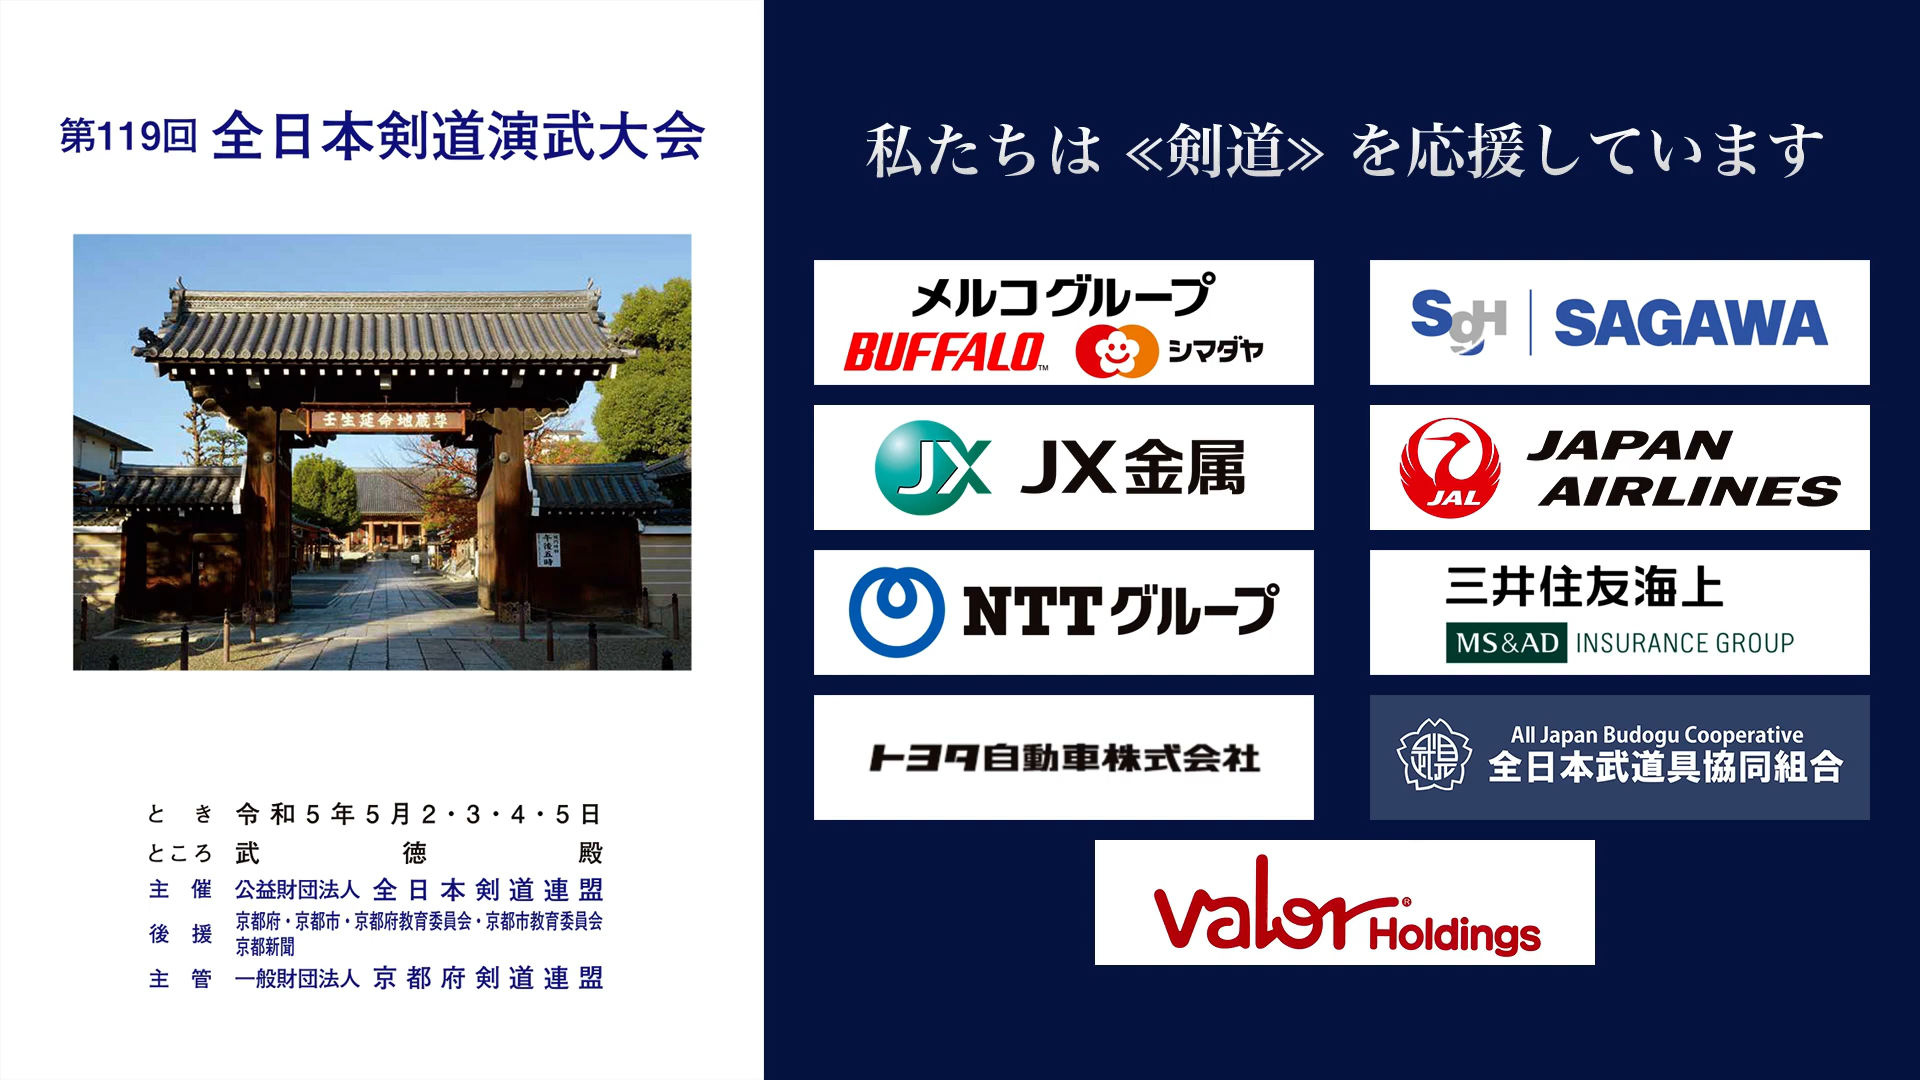 第119回 全日本剣道演武大会
壬生延命地蔵尊
午後五時
とき 令和5年5月2・3・4・5日
ところ 武徳殿
主催 公益財団法人 全日本剣道連盟
後援 京都府・京都市・京都府教育委員会・京都市教育委員会
京都新聞
主管 一般財団法人 京都府剣道連盟
私たちは ≪剣道≫ を応援しています
メルコグループ
BUFFALO™ シマダヤ
SGH SAGAWA
JX JX金属
JAL JAPAN
AIRLINES
NTTグループ
三井住友海上
MS&AD INSURANCE GROUP
トヨタ自動車株式会社
All Japan Budogu Cooperative
全日本武道具協同組合
valor Holdings®